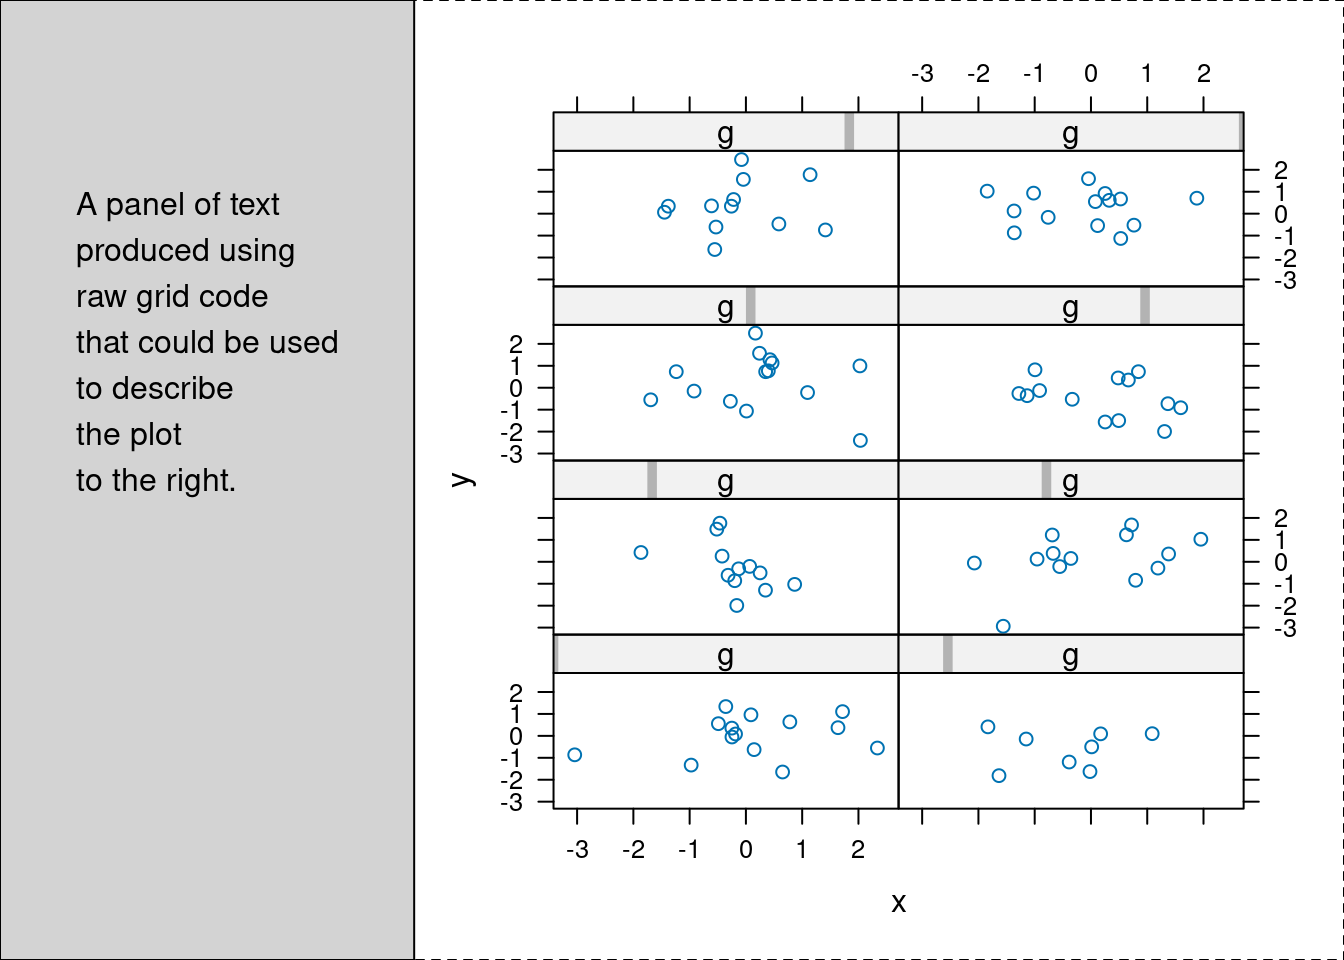 A panel of text
produced using
raw grid code
that could be used
to describe
the plot
to the right.
-3 -2 -1 0 1 2
g g
2
1
0
-1
-2
-3
g g
2
1
0
-1
-2
-3
y
g g
2
1
0
-1
-2
-3
g g
2
1
0
-1
-2
-3
-3 -2 -1 0 1 2
x